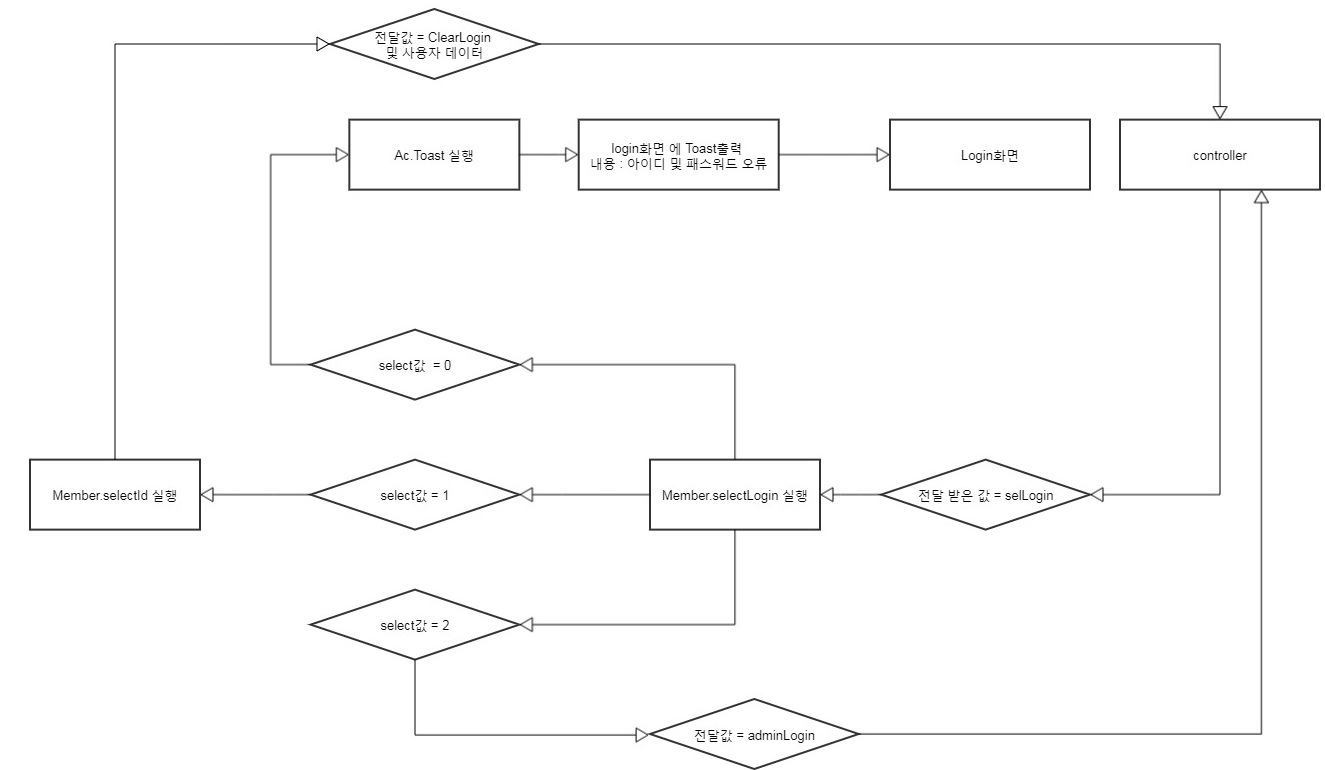 전달값 = ClearLogin
및 사용자 데이터
Ac.Toast 실행
login화면 에 Toast출력
내용 : 아이디 및 패스워드 오류
Login화면
controller
select값 = 0
Member.selectId 실행
select값 = 1
Member.selectLogin 실행
전달 받은 값 = selLogin
select값 = 2
전달값 = adminLogin